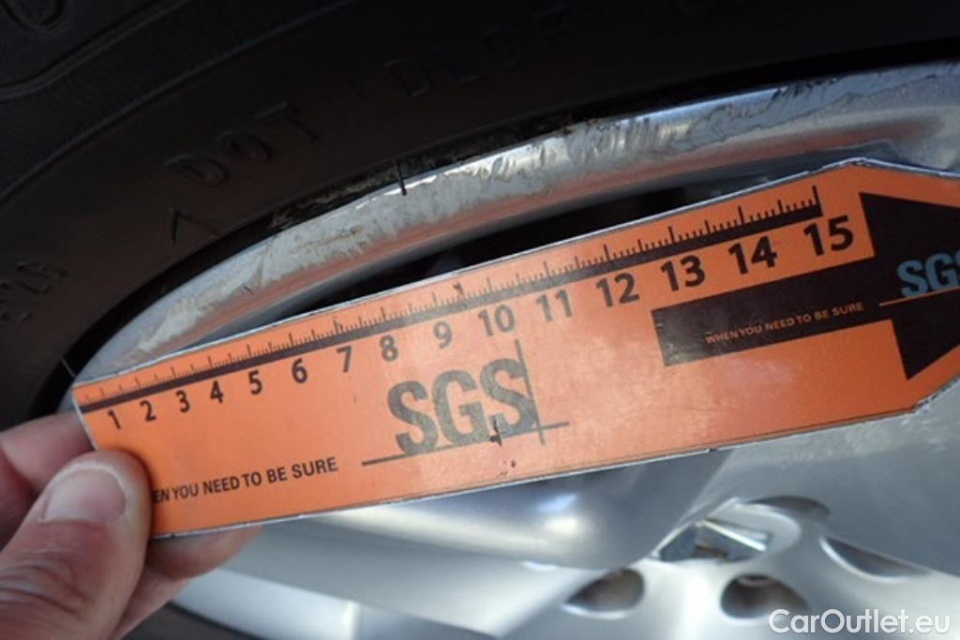 DOT
1 2 3 4 5 6 7 8 9 10 11 12 13 14 15
SGS
WHEN YOU NEED TO BE SURE
SGS
EN YOU NEED TO BE SURE
CarOutlet.eu